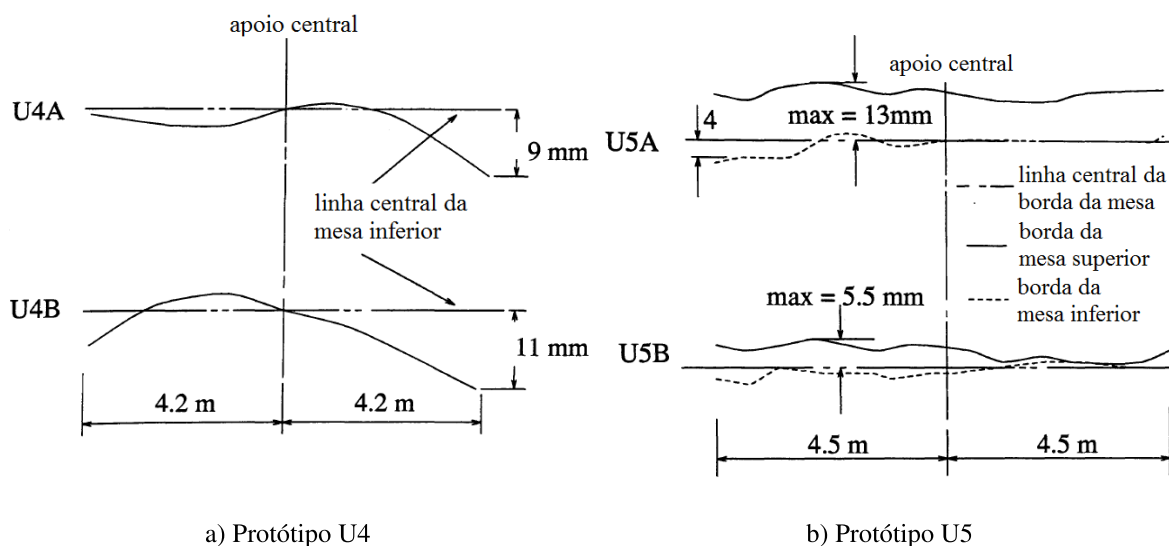 apoio central
U4A
9 mm
linha central da
mesa inferior
U4B
11 mm
4.2 m
4.2 m
a) Protótipo U4
apoio central
4
max = 13mm
U5A
linha central da
borda da mesa
borda da
mesa superior
borda da
mesa inferior
max = 5.5 mm
U5B
4.5 m
4.5 m
b) Protótipo U5